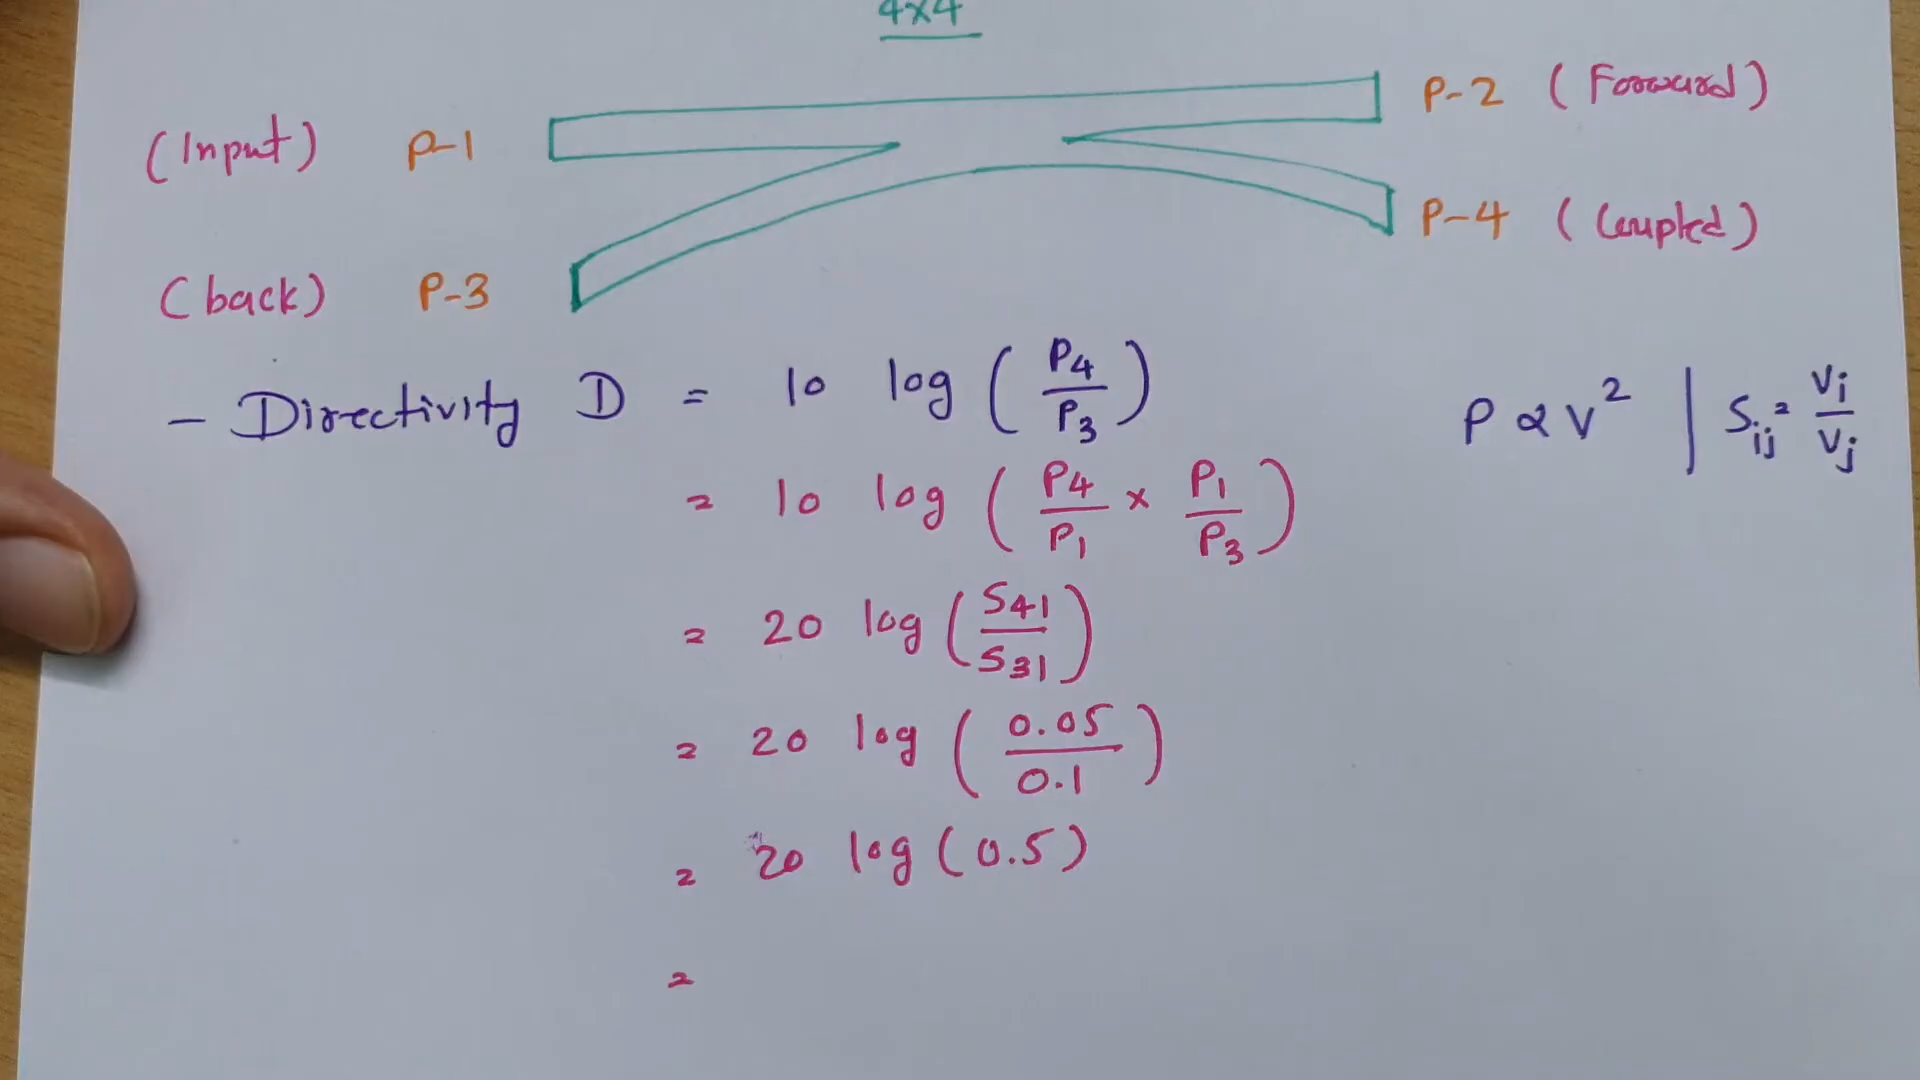 4x4
(Input) P-1
P-2 (Forward)
P-4 (Coupled)
(back) P-3
- Directivity D = 10 log (P4/P3)
P ∝ V² | Sij = Vi/Vj
= 10 log (P4/P1 × P1/P3)
= 20 log (S41/S31)
= 20 log (0.05/0.1)
= 20 log (0.5)
=